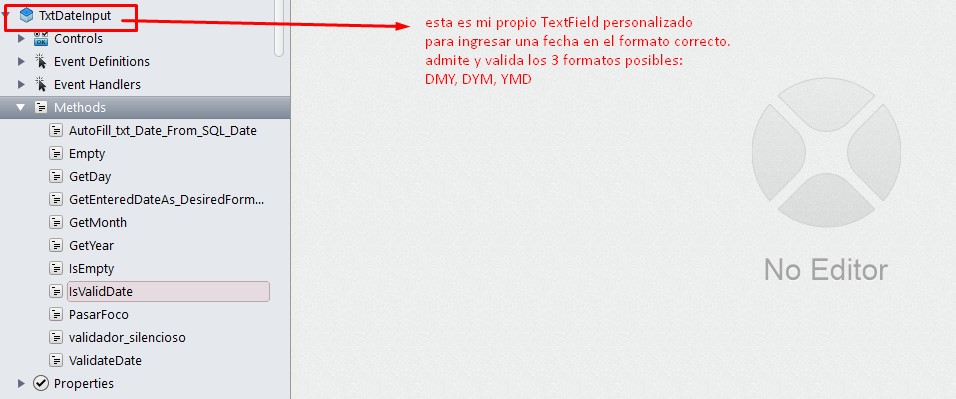 TxtDateInput
Controls
Event Definitions
Event Handlers
Methods
AutoFill_txt_Date_From_SQL_Date
Empty
GetDay
GetEnteredDateAs_DesiredForm...
GetMonth
GetYear
IsEmpty
IsValidDate
PasarFoco
validador_silencioso
ValidateDate
Properties
esta es mi propio TextField personalizado
para ingresar una fecha en el formato correcto.
admite y valida los 3 formatos posibles:
DMY, DYM, YMD
No Editor